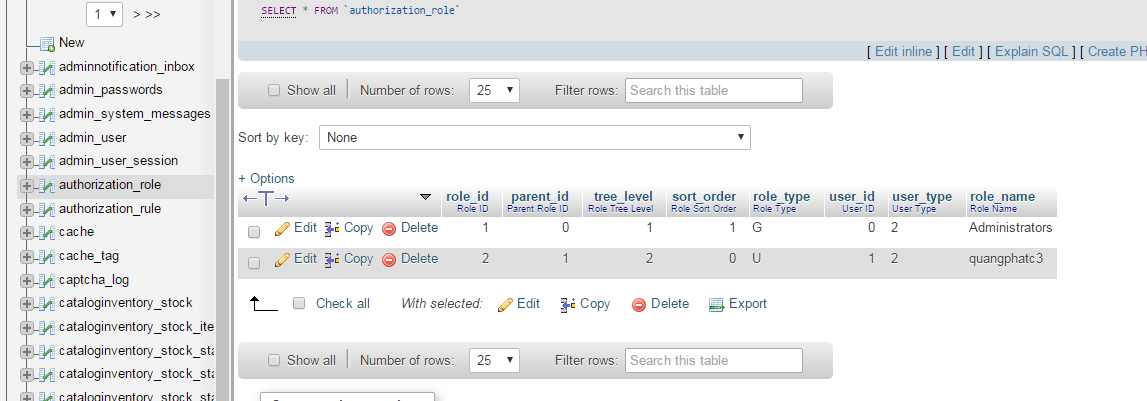 1 > >>
New
adminnotification_inbox
admin_passwords
admin_system_messages
admin_user
admin_user_session
authorization_role
authorization_rule
cache
cache_tag
captcha_log
cataloginventory_stock
cataloginventory_stock_ite
cataloginventory_stock_sta
cataloginventory_stock_sta
cataloginventory_stock_sta
SELECT * FROM `authorization_role`
[ Edit inline ] [ Edit ] [ Explain SQL ] [ Create PH
Show all | Number of rows: 25 Filter rows: Search this table
Sort by key: None
+ Options
role_id parent_id tree_level sort_order role_type user_id user_type role_name
Role ID Parent Role ID Role Tree Level Role Sort Order Role Type User ID User Type Role Name
Edit Copy Delete 1 0 1 1 G 0 2 Administrators
Edit Copy Delete 2 1 2 0 U 1 2 quangphatc3
Check all With selected: Edit Copy Delete Export
Show all | Number of rows: 25 Filter rows: Search this table